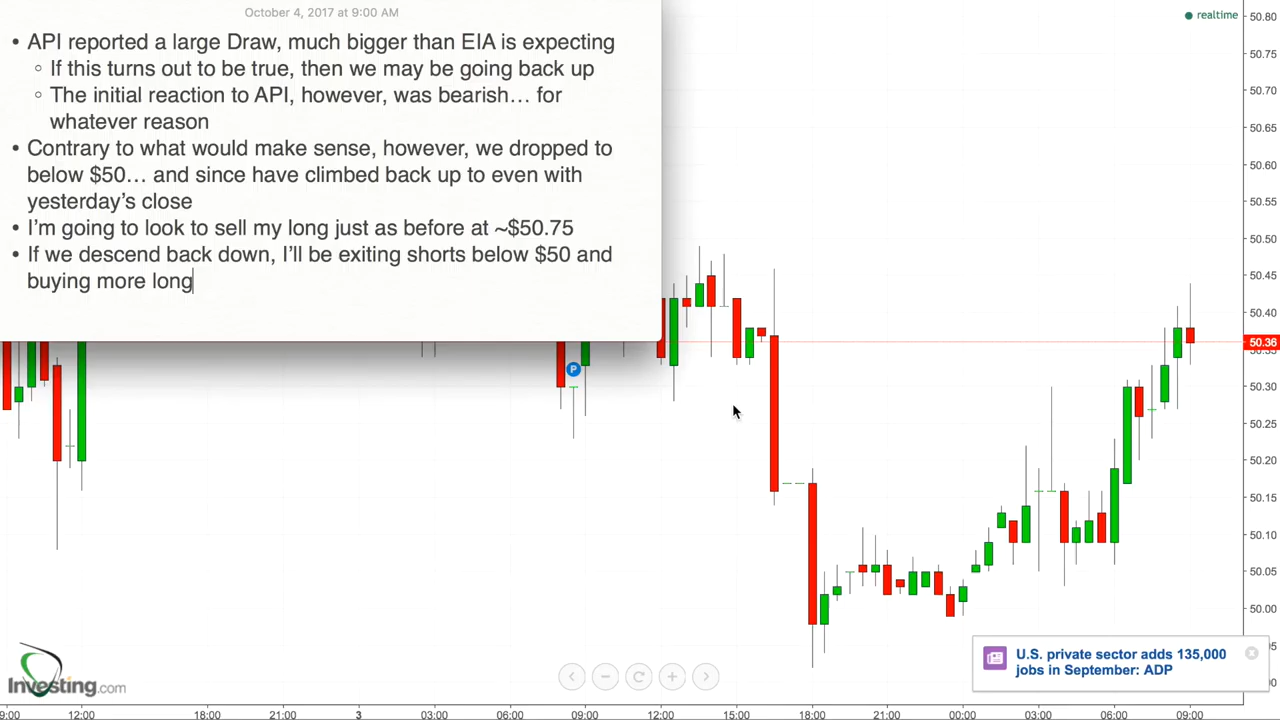 October 4, 2017 at 9:00 AM
• API reported a large Draw, much bigger than EIA is expecting
◦ If this turns out to be true, then we may be going back up
◦ The initial reaction to API, however, was bearish… for
whatever reason
• Contrary to what would make sense, however, we dropped to
below $50… and since have climbed back up to even with
yesterday's close
• I'm going to look to sell my long just as before at ~$50.75
• If we descend back down, I'll be exiting shorts below $50 and
buying more long
realtime
50.80
50.75
50.70
50.65
50.60
50.55
50.50
50.45
50.40
50.36
50.30
50.25
50.20
50.15
50.10
50.05
50.00
P
U.S. private sector adds 135,000
jobs in September: ADP
Investing.com
9:00 12:00 18:00 21:00 3 03:00 06:00 12:00 15:00 18:00 21:00 00:00 03:00 06:00 09:00